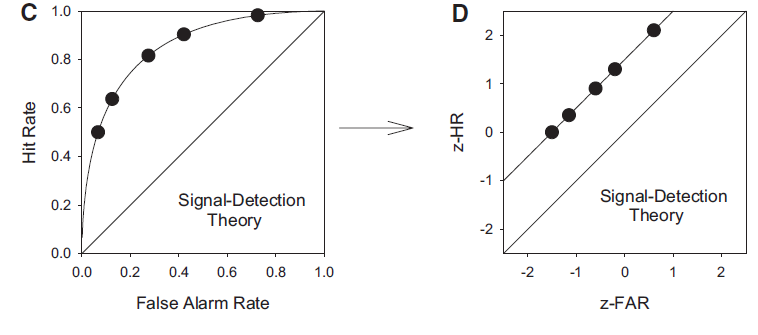 C
1.0
0.8
0.6
0.4
0.2
0.0
Hit Rate
Signal-Detection
Theory
0.0 0.2 0.4 0.6 0.8 1.0
False Alarm Rate
D
2
1
0
-1
-2
z-HR
Signal-Detection
Theory
-2 -1 0 1 2
z-FAR